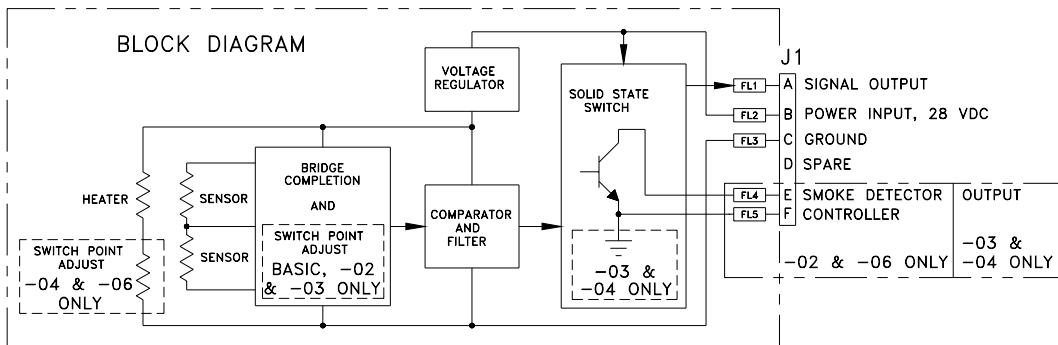 BLOCK DIAGRAM
J1
VOLTAGE
REGULATOR
SOLID STATE
SWITCH
FL1 A SIGNAL OUTPUT
FL2 B POWER INPUT, 28 VDC
FL3 C GROUND
D SPARE
FL4 E SMOKE DETECTOR
FL5 F CONTROLLER
-02 & -06 ONLY
OUTPUT
-03 &
-04 ONLY
BRIDGE
COMPLETION
AND
SWITCH POINT
ADJUST
BASIC, -02
& -03 ONLY
HEATER
SENSOR
SENSOR
COMPARATOR
AND
FILTER
SWITCH POINT
ADJUST
-04 & -06
ONLY
-03 &
-04 ONLY